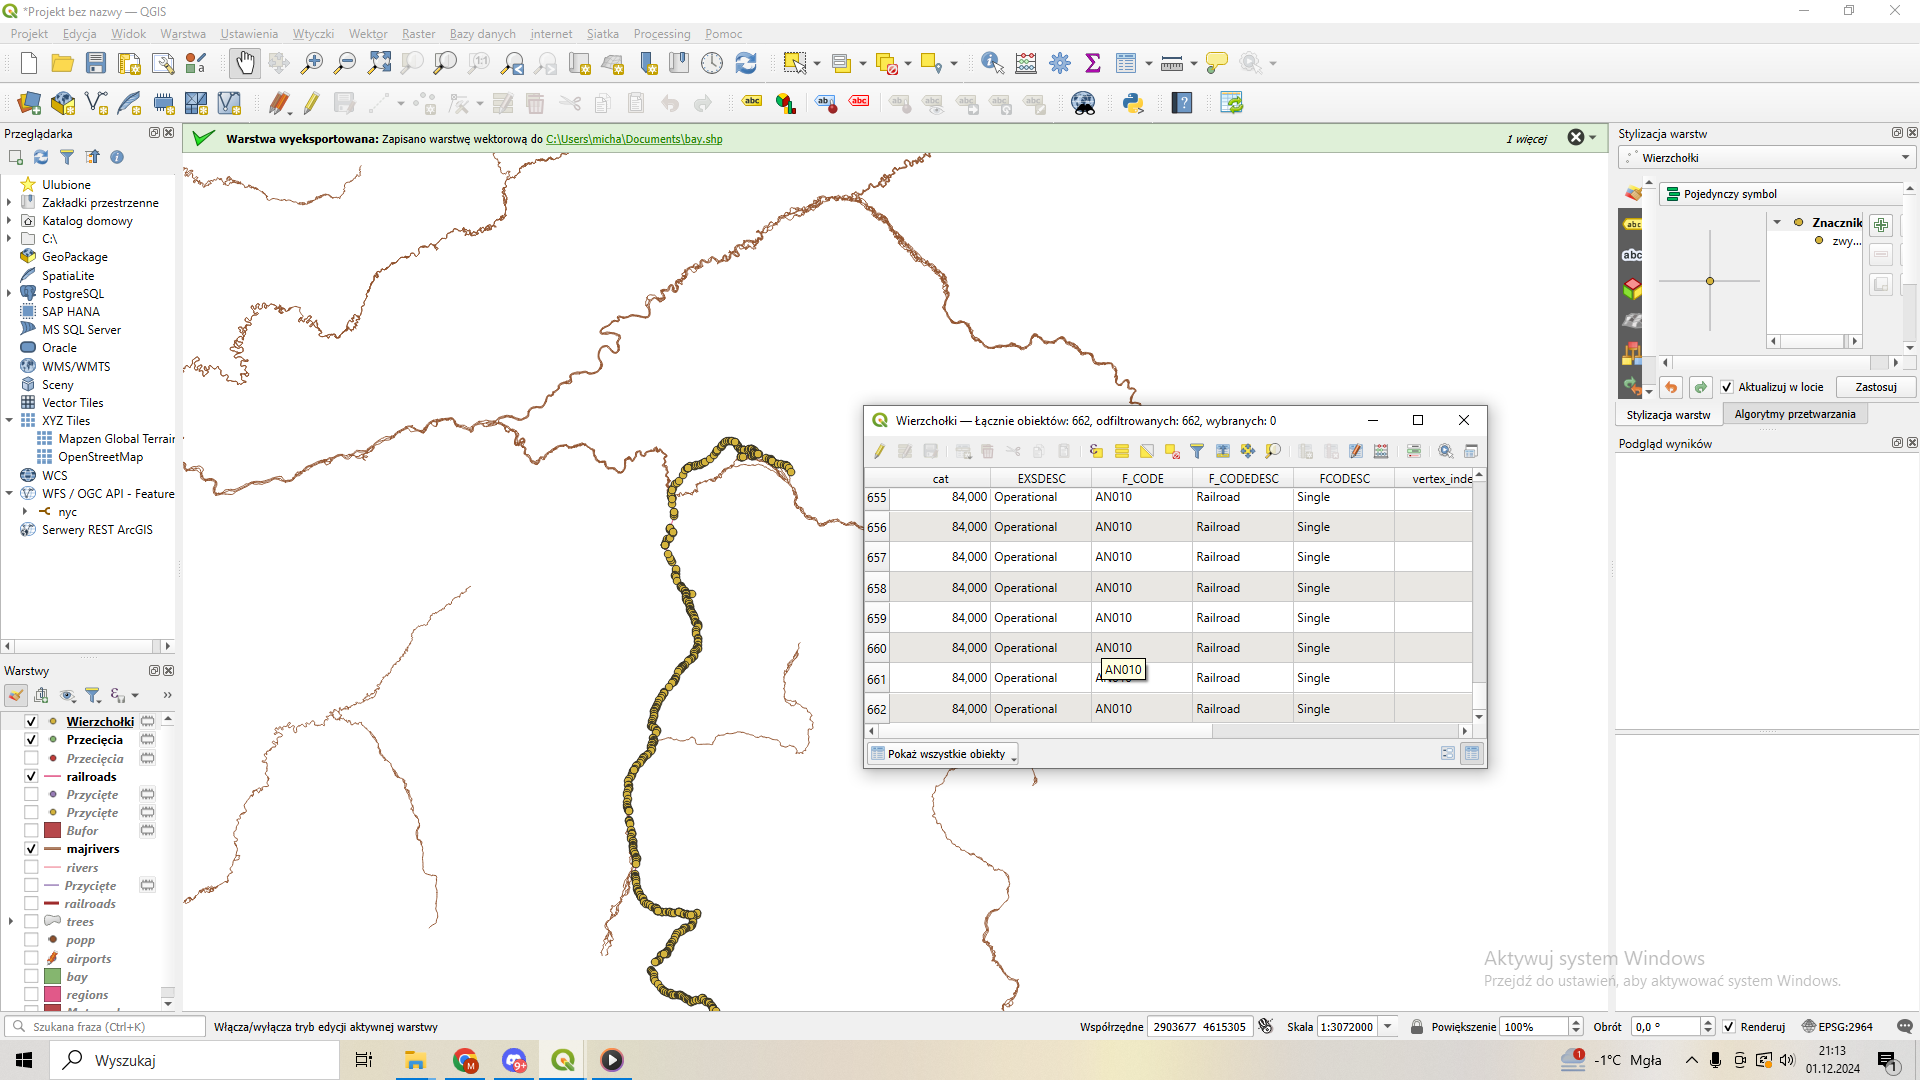 *Projekt bez nazwy — QGIS
Projekt Edycja Widok Warstwa Ustawienia Wtyczki Wektor Raster Bazy danych internet Siatka Processing Pomoc
Przeglądarka
Warstwa wyeksportowana: Zapisano warstwę wektorową do C:\Users\micha\Documents\bay.shp
1 więcej
Ulubione
Zakładki przestrzenne
Katalog domowy
C:\
GeoPackage
SpatiaLite
PostgreSQL
SAP HANA
MS SQL Server
Oracle
WMS/WMTS
Sceny
Vector Tiles
XYZ Tiles
Mapzen Global Terrain
OpenStreetMap
WCS
WFS / OGC API - Feature
nyc
Serwery REST ArcGIS
Warstwy
Wierzchołki
Przecięcia
Przecięcia
railroads
Przycięte
Przycięte
Bufor
majrivers
rivers
Przycięte
railroads
trees
popp
airports
bay
regions
Wierzchołki — Łącznie obiektów: 662, odfiltrowanych: 662, wybranych: 0
cat EXSDESC F_CODE F_CODEDESC FCODESC vertex_inde
655 84,000 Operational AN010 Railroad Single
656 84,000 Operational AN010 Railroad Single
657 84,000 Operational AN010 Railroad Single
658 84,000 Operational AN010 Railroad Single
659 84,000 Operational AN010 Railroad Single
660 84,000 Operational AN010 Railroad Single
AN010
661 84,000 Operational AN010 Railroad Single
662 84,000 Operational AN010 Railroad Single
Pokaż wszystkie obiekty
Stylizacja warstw
Wierzchołki
Pojedynczy symbol
Znacznik
zwy...
Aktualizuj w locie
Zastosuj
Stylizacja warstw
Algorytmy przetwarzania
Podgląd wyników
Aktywuj system Windows
Przejdź do ustawień, aby aktywować system Windows.
Szukana fraza (Ctrl+K)
Włącza/wyłącza tryb edycji aktywnej warstwy
Współrzędne 2903677 4615305 Skala 1:3072000 Powiększenie 100% Obrót 0,0 ° Renderuj EPSG:2964
Wyszukaj
-1°C Mgła
21:13
01.12.2024